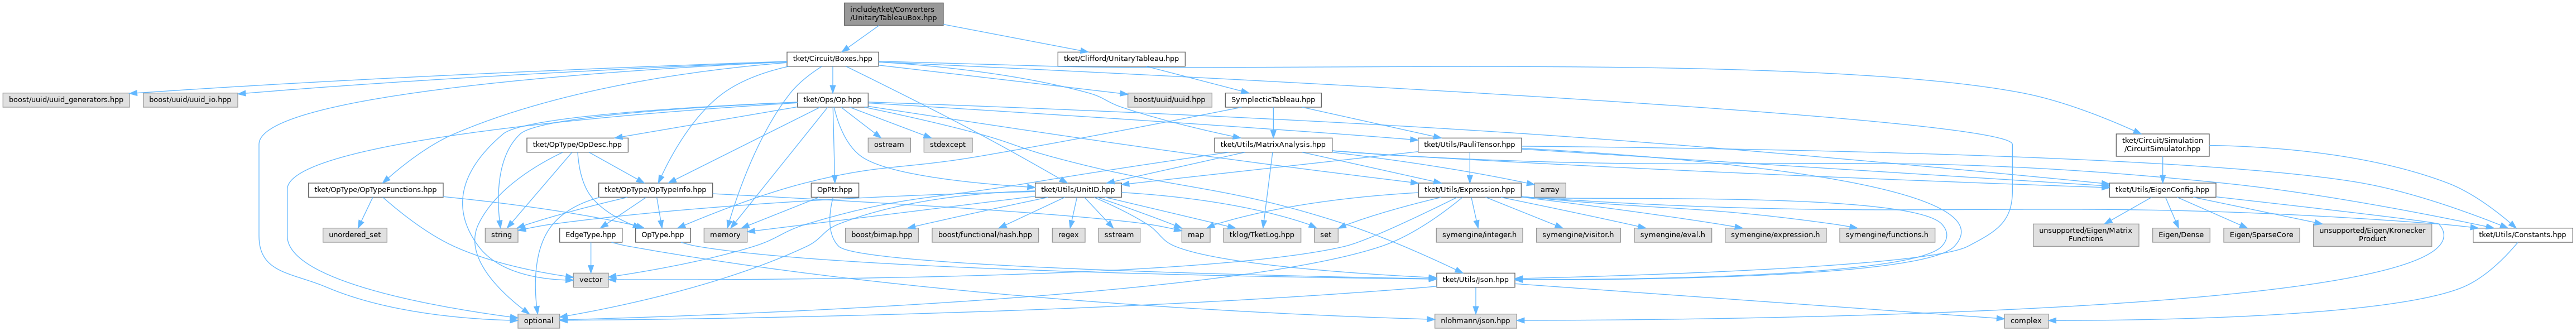 include/tket/Converters
/UnitaryTableauBox.hpp
tket/Circuit/Boxes.hpp
tket/Clifford/UnitaryTableau.hpp
boost/uuid/uuid_generators.hpp
boost/uuid/uuid_io.hpp
tket/Ops/Op.hpp
boost/uuid/uuid.hpp
SymplecticTableau.hpp
tket/OpType/OpDesc.hpp
ostream
stdexcept
tket/Utils/MatrixAnalysis.hpp
tket/Utils/PauliTensor.hpp
tket/Circuit/Simulation
/CircuitSimulator.hpp
tket/OpType/OpTypeFunctions.hpp
tket/OpType/OpTypeInfo.hpp
OpPtr.hpp
tket/Utils/UnitID.hpp
tket/Utils/Expression.hpp
array
tket/Utils/EigenConfig.hpp
unordered_set
string
EdgeType.hpp
OpType.hpp
memory
boost/bimap.hpp
boost/functional/hash.hpp
regex
sstream
map
tklog/TketLog.hpp
set
symengine/integer.h
symengine/visitor.h
symengine/eval.h
symengine/expression.h
symengine/functions.h
unsupported/Eigen/Matrix
Functions
Eigen/Dense
Eigen/SparseCore
unsupported/Eigen/Kronecker
Product
tket/Utils/Constants.hpp
vector
tket/Utils/Json.hpp
optional
nlohmann/json.hpp
complex